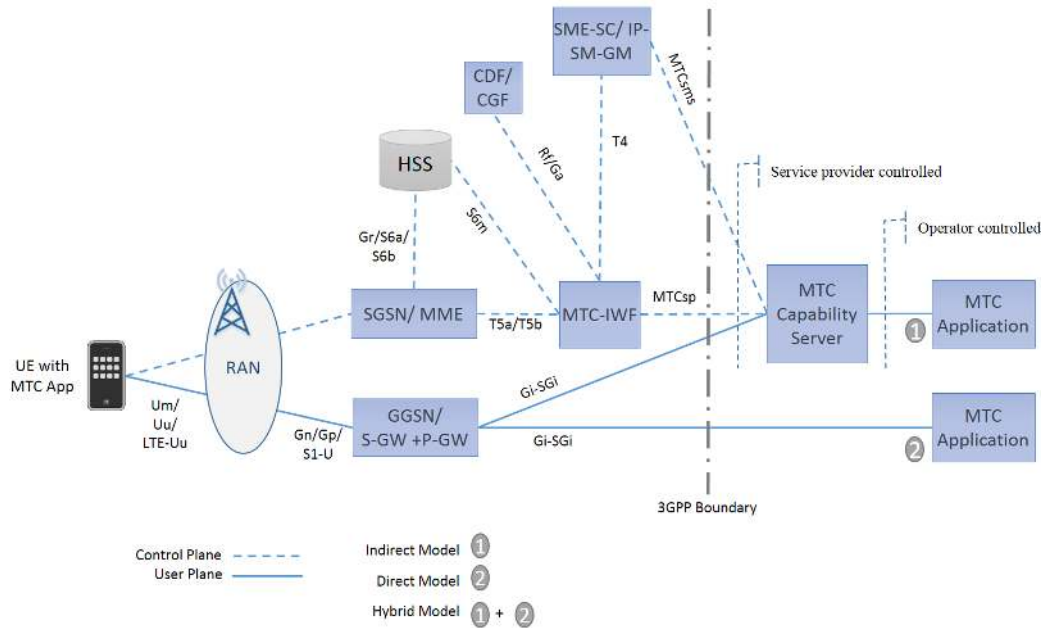 SME-SC/ IP-
SM-GM
CDF/
CGF
MTCsms
HSS
Rf/Ga
T4
Service provider controlled
S6m
Gr/S6a/
S6b
Operator controlled
SGSN/ MME
T5a/T5b
MTC-IWF
MTCsp
MTC
Capability
Server
1
MTC
Application
UE with
MTC App
RAN
Um/
Uu/
LTE-Uu
Gn/Gp/
S1-U
GGSN/
S-GW +P-GW
Gi-SGi
Gi-SGi
2
MTC
Application
3GPP Boundary
Control Plane
User Plane
Indirect Model 1
Direct Model 2
Hybrid Model 1 + 2